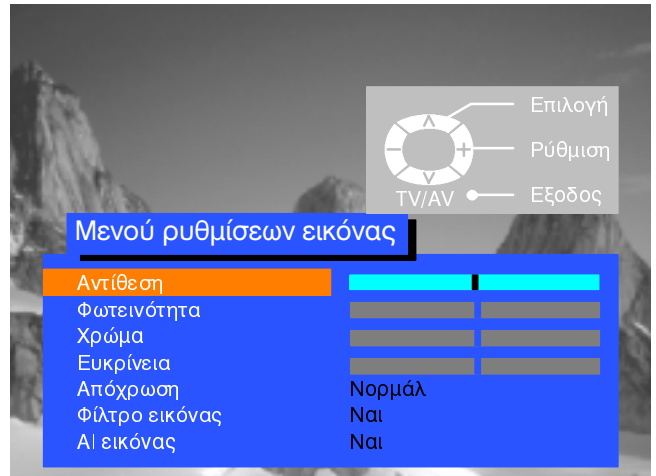 Επιλογή
Ρύθμιση
TV/AV Εξοδος
Μενού ρυθμίσεων εικόνας
Αντίθεση
Φωτεινότητα
Χρώμα
Ευκρίνεια
Απόχρωση Νορμάλ
Φίλτρο εικόνας Ναι
AI εικόνας Ναι